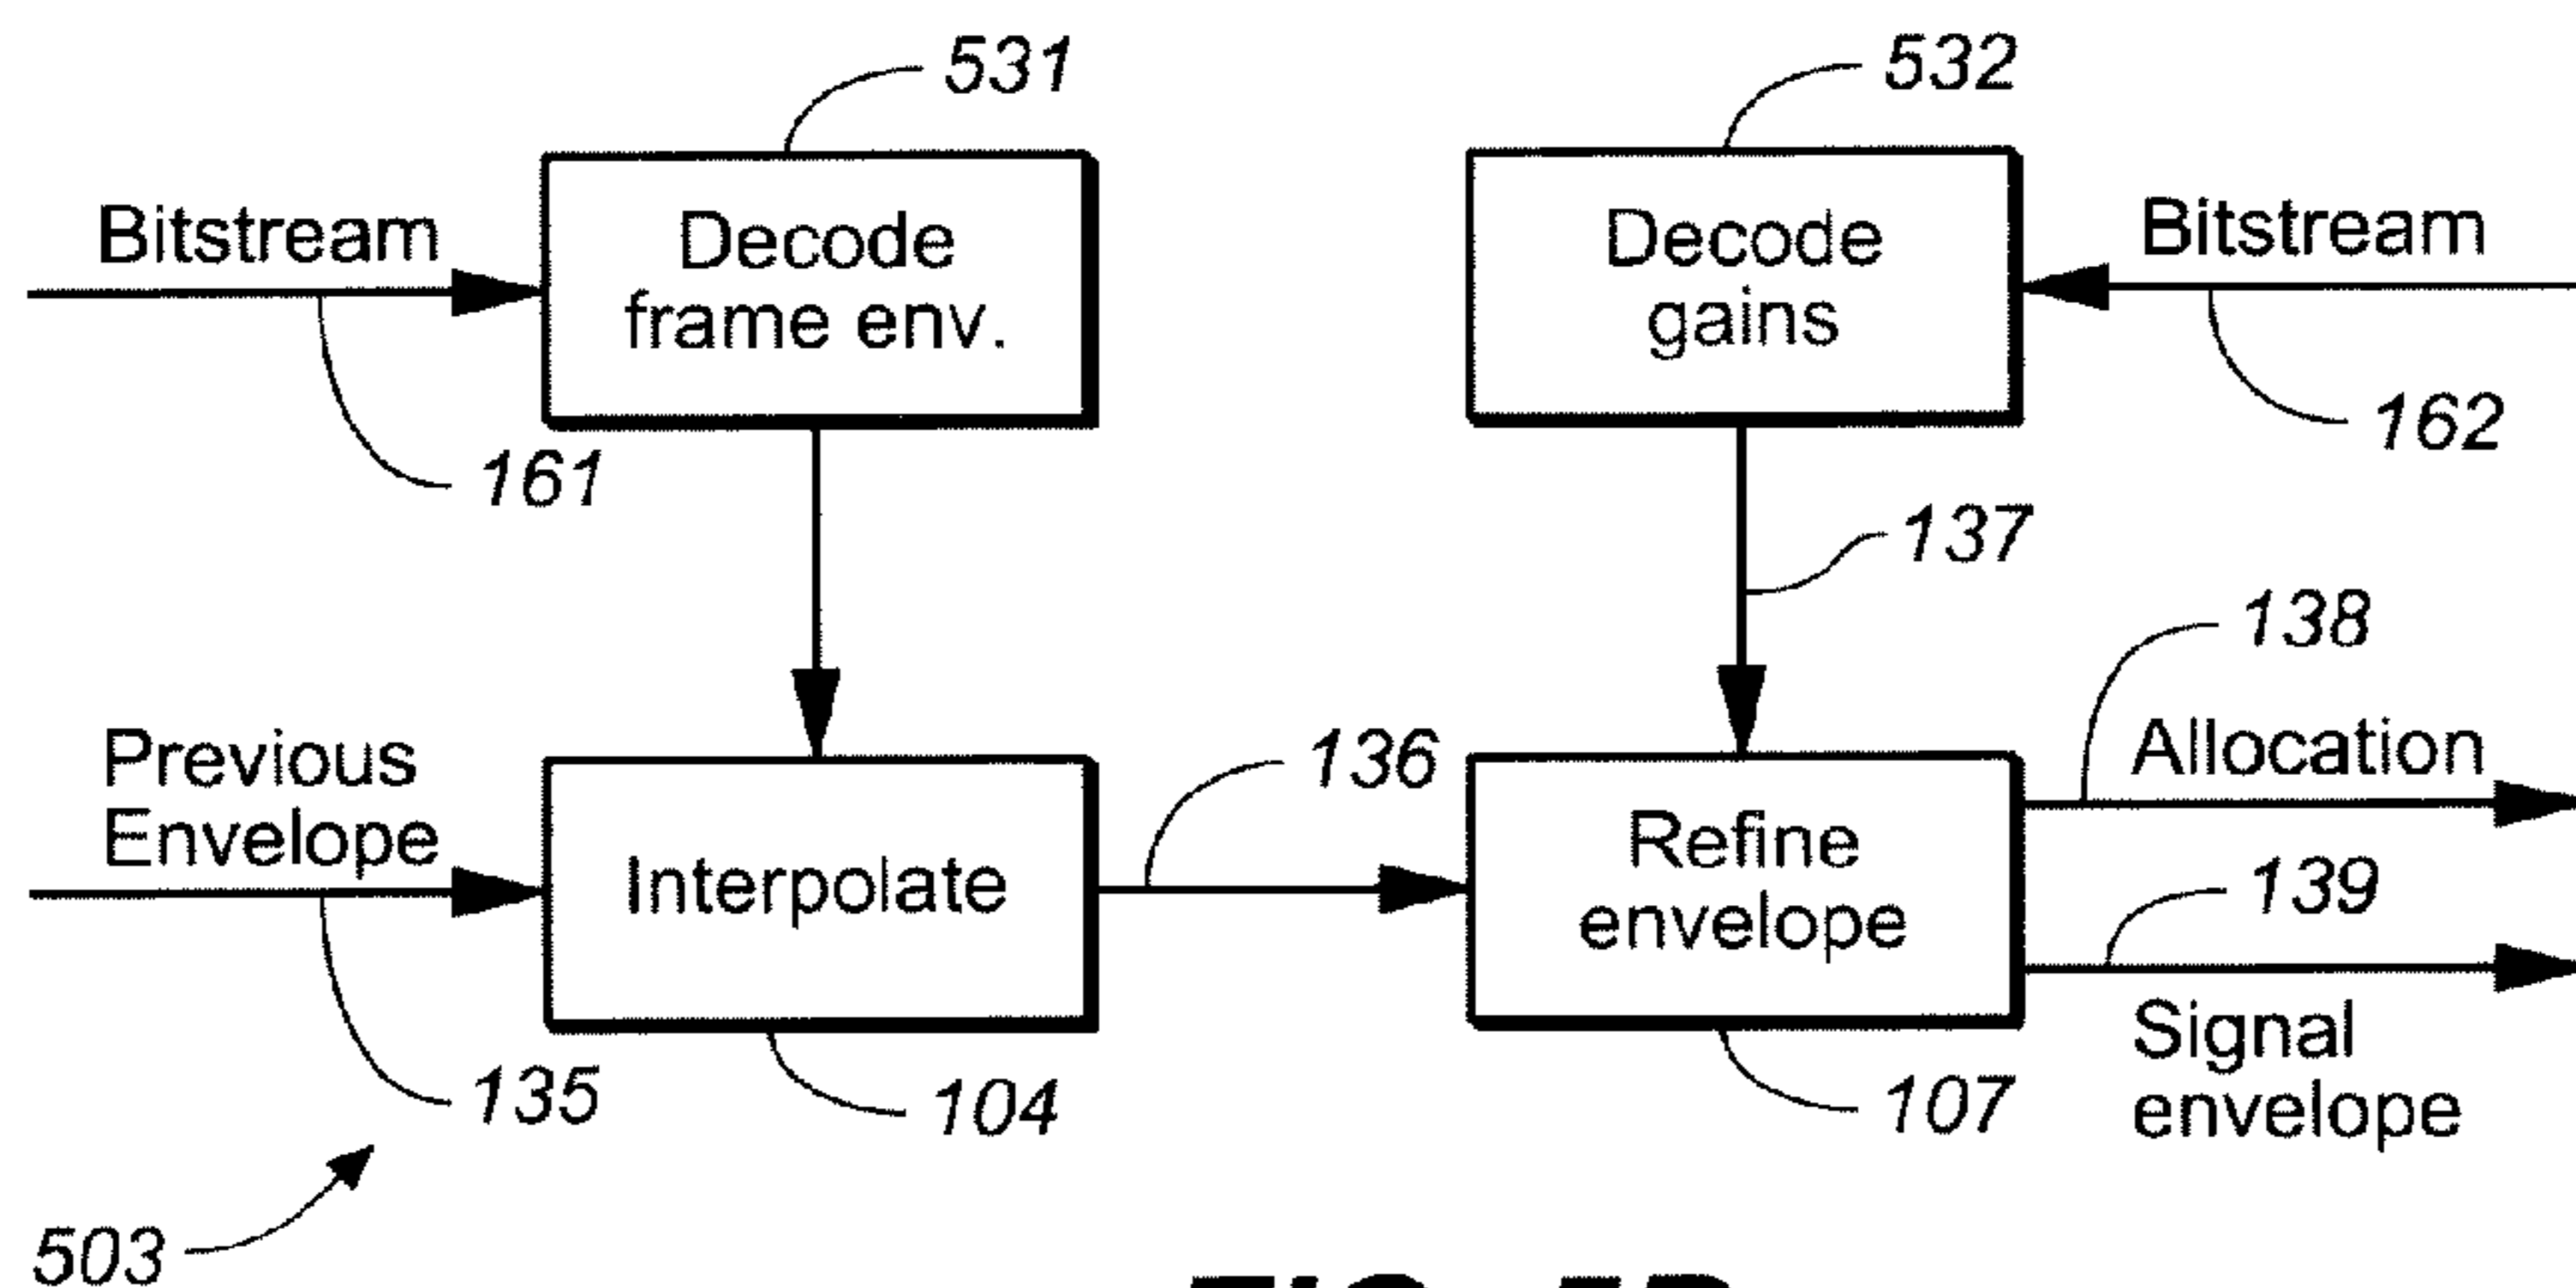 531
532
Bitstream
Decode
frame env.
Decode
gains
Bitstream
161
162
137
138
Previous
Envelope
136
Allocation
Interpolate
Refine
envelope
139
135
104
107
Signal
envelope
503